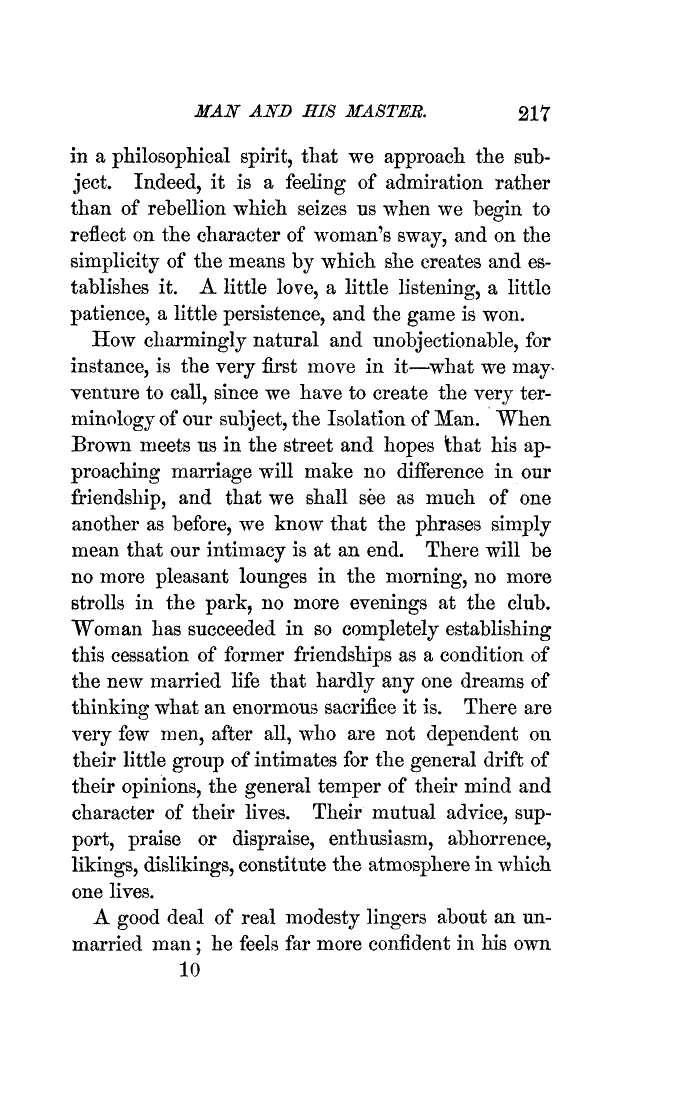 MAN AND HIS MASTER. 217
in a philosophical spirit, that we approach the sub-
ject. Indeed, it is a feeling of admiration rather
than of rebellion which seizes us when we begin to
reflect on the character of woman's sway, and on the
simplicity of the means by which she creates and es-
tablishes it. A little love, a little listening, a little
patience, a little persistence, and the game is won.
How charmingly natural and unobjectionable, for
instance, is the very first move in it—what we may
venture to call, since we have to create the very ter-
minology of our subject, the Isolation of Man. When
Brown meets us in the street and hopes that his ap-
proaching marriage will make no difference in our
friendship, and that we shall see as much of one
another as before, we know that the phrases simply
mean that our intimacy is at an end. There will be
no more pleasant lounges in the morning, no more
strolls in the park, no more evenings at the club.
Woman has succeeded in so completely establishing
this cessation of former friendships as a condition of
the new married life that hardly any one dreams of
thinking what an enormous sacrifice it is. There are
very few men, after all, who are not dependent on
their little group of intimates for the general drift of
their opinions, the general temper of their mind and
character of their lives. Their mutual advice, sup-
port, praise or dispraise, enthusiasm, abhorrence,
likings, dislikings, constitute the atmosphere in which
one lives.
A good deal of real modesty lingers about an un-
married man; he feels far more confident in his own
10